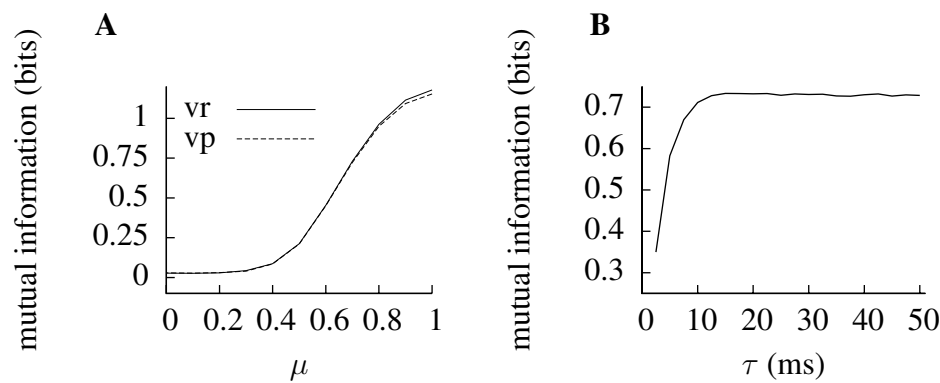 A
mutual information (bits)
vr
vp
1
0.75
0.5
0.25
0
0 0.2 0.4 0.6 0.8 1
μ
B
mutual information (bits)
0.7
0.6
0.5
0.4
0.3
0 10 20 30 40 50
τ (ms)